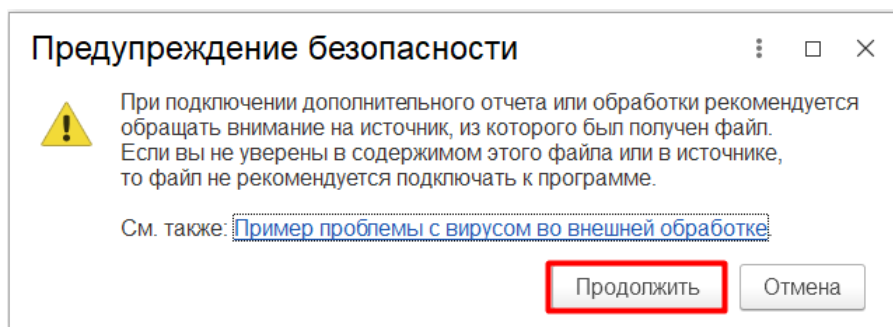 Предупреждение безопасности
При подключении дополнительного отчета или обработки рекомендуется
обращать внимание на источник, из которого был получен файл.
Если вы не уверены в содержимом этого файла или в источнике,
то файл не рекомендуется подключать к программе.
См. также: Пример проблемы с вирусом во внешней обработке.
Продолжить Отмена